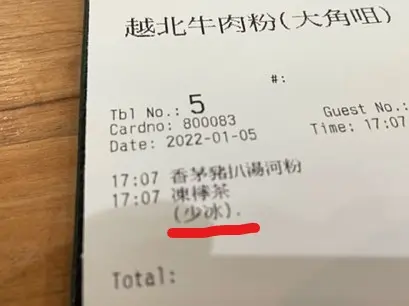 越北牛肉粉(大角咀)
#:
Tbl No.: 5 Guest No.:
Cardno: 800083
Date: 2022-01-05 Time: 17:07
17:07 香茅豬扒湯河粉
17:07 凍檸茶
(少冰).
Total: